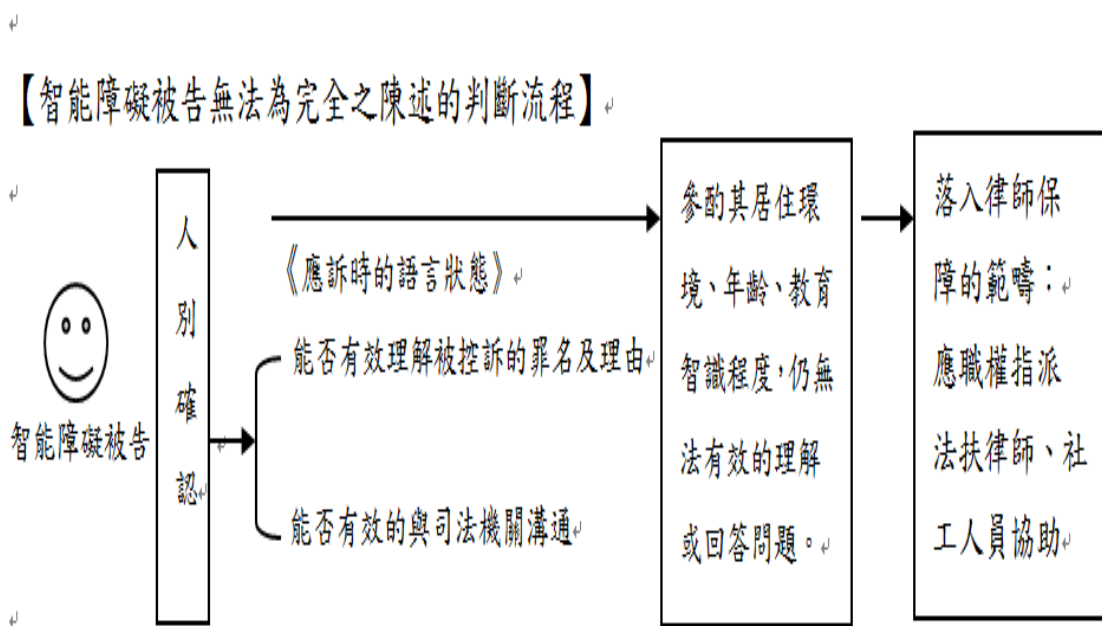 【智能障礙被告無法為完全之陳述的判斷流程】
智能障礙被告
人
別
確
認
《應訴時的語言狀態》
能否有效理解被控訴的罪名及理由
能否有效的與司法機關溝通
參酌其居住環
境、年齡、教育
智識程度，仍無
法有效的理解
或回答問題。
落入律師保
障的範疇：
應職權指派
法扶律師、社
工人員協助